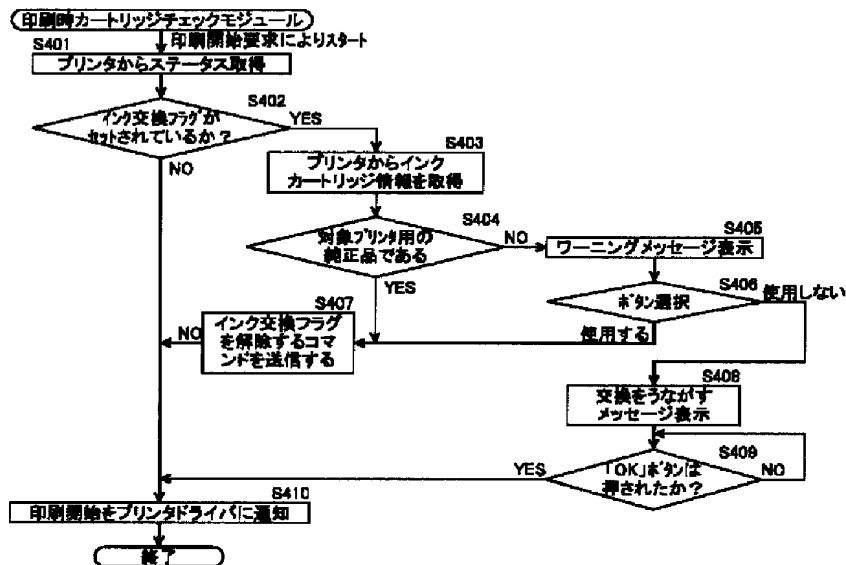 印刷時カートリッジチェックモジュール
印刷開始要求によりスタート
S401
プリンタからステータス取得
S402
インク交換フラグが
セットされているか?
YES
NO
S403
プリンタからインク
カートリッジ情報を取得
S404
対象プリンタ用の
純正品である
NO
YES
S405
ワーニングメッセージ表示
S406
ボタン選択
使用しない
使用する
S407
インク交換フラグ
を解除するコマ
ンドを送信する
NO
S408
交換をうながす
メッセージ表示
S409
「OK」ボタンは
押されたか?
YES
NO
S410
印刷開始をプリンタドライバに通知
終了